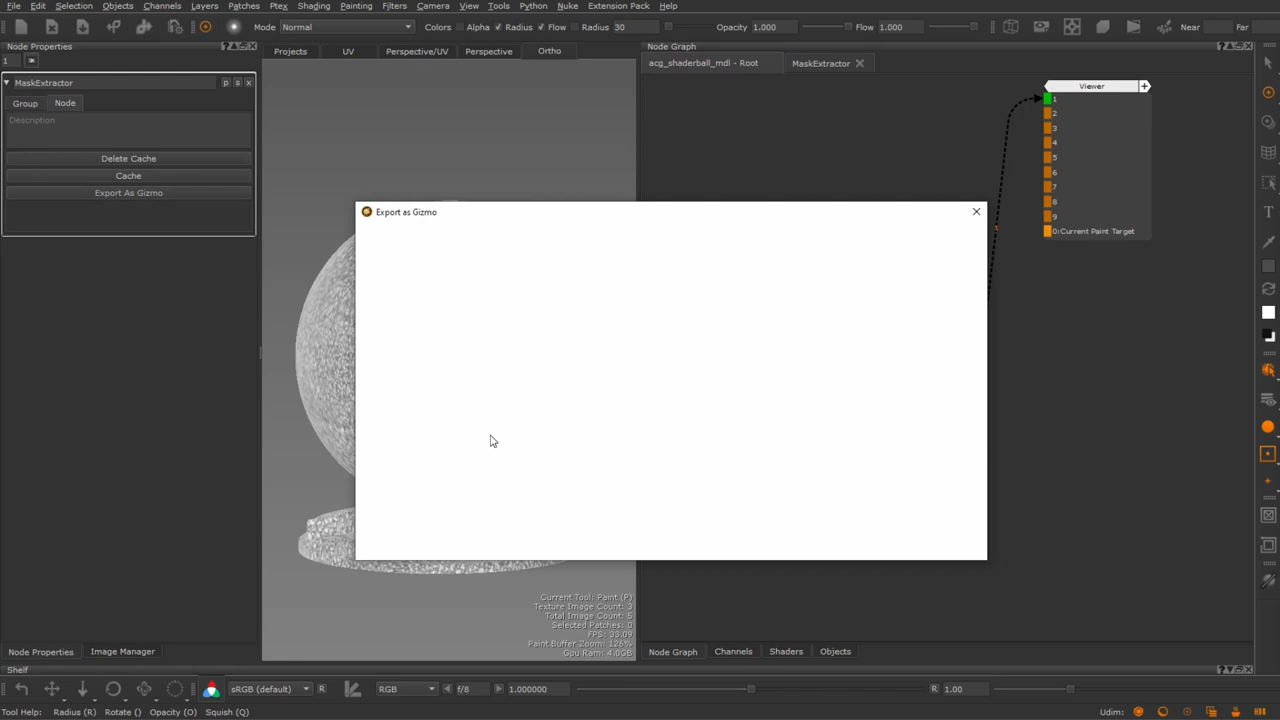 File Edit Selection Objects Channels Layers Patches Ptex Shading Painting Filters Camera View Tools Python Nuke Extension Pack Help
Mode Normal Colors Alpha Radius Radius 30 Flow Opacity 1.000 Flow 1.000 Near Far
Node Properties
Projects UV Perspective/UV Perspective Ortho
Node Graph
1
acg_shaderball_mdl - Root MaskExtractor
MaskExtractor p s
Group Node
Description
Delete Cache
Cache
Export As Gizmo
Viewer +
1
2
3
4
5
6
7
8
9
0:Current Paint Target
Export as Gizmo
Current Tool: Paint (P)
Texture Image Count: 3
Total Image Count: 5
Selected Patches: 0
FPS: 33.09
Paint Buffer Zoom: 126%
Gpu Ram: 4.0GB
Node Properties Image Manager
Node Graph Channels Shaders Objects
Shelf
sRGB (default) R RGB f/8 1.000000 R 1.00
Tool Help: Radius (R) Rotate () Opacity (O) Squish (Q) Udim: